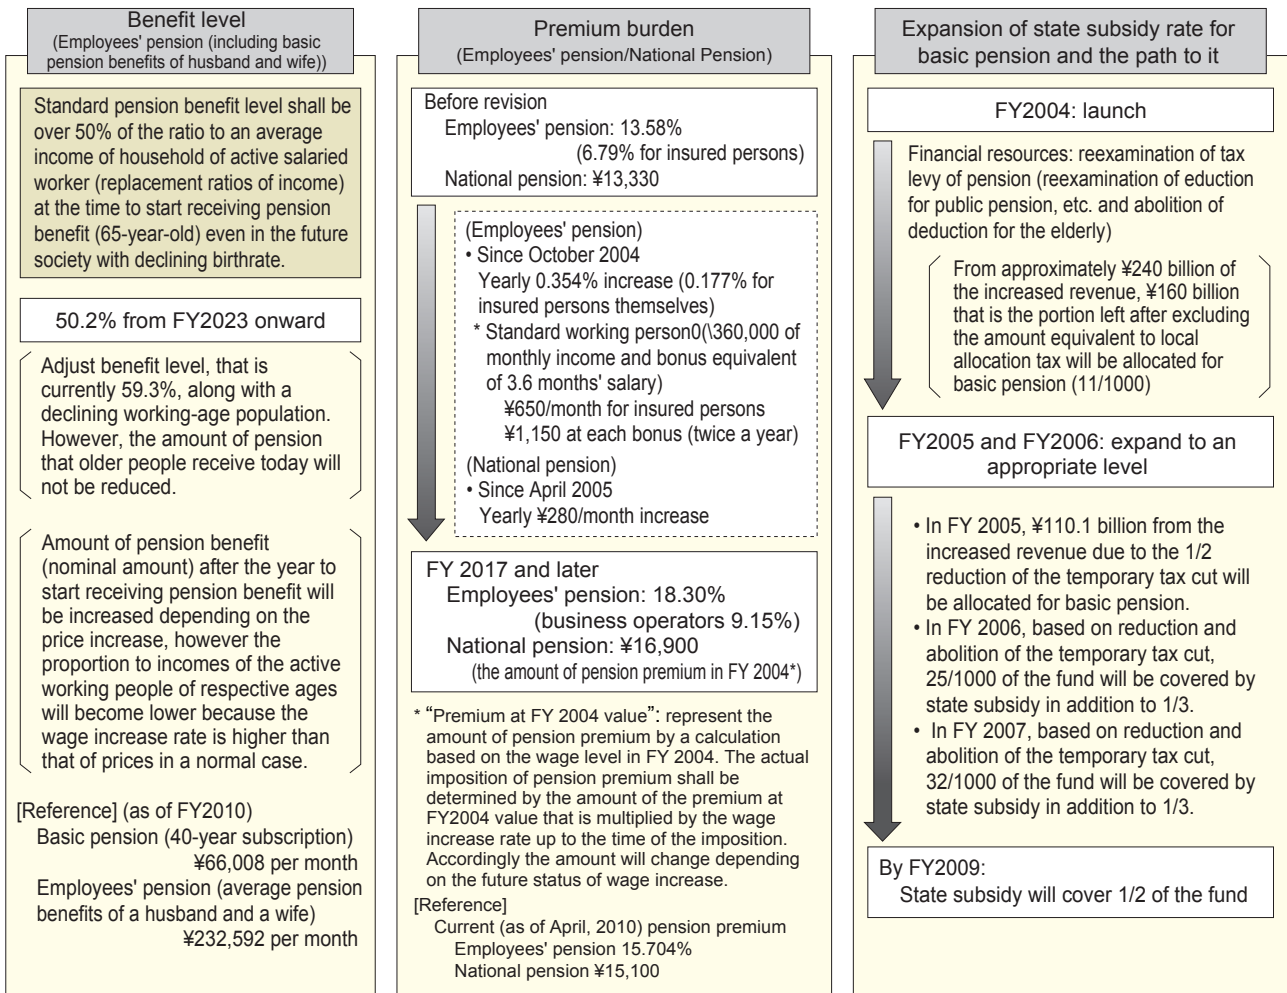 Benefit level
(Employees' pension (including basic
pension benefits of husband and wife))
Standard pension benefit level shall be
over 50% of the ratio to an average
income of household of active salaried
worker (replacement ratios of income)
at the time to start receiving pension
benefit (65-year-old) even in the future
society with declining birthrate.
50.2% from FY2023 onward
Adjust benefit level, that is
currently 59.3%, along with a
declining working-age population.
However, the amount of pension
that older people receive today will
not be reduced.
Amount of pension benefit
(nominal amount) after the year to
start receiving pension benefit will
be increased depending on the
price increase, however the
proportion to incomes of the active
working people of respective ages
will become lower because the
wage increase rate is higher than
that of prices in a normal case.
[Reference] (as of FY2010)
Basic pension (40-year subscription)
¥66,008 per month
Employees' pension (average pension
benefits of a husband and a wife)
¥232,592 per month
Premium burden
(Employees' pension/National Pension)
Before revision
Employees' pension: 13.58%
(6.79% for insured persons)
National pension: ¥13,330
(Employees' pension)
• Since October 2004
Yearly 0.354% increase (0.177% for
insured persons themselves)
* Standard working person0(\360,000 of
monthly income and bonus equivalent
of 3.6 months' salary)
¥650/month for insured persons
¥1,150 at each bonus (twice a year)
(National pension)
• Since April 2005
Yearly ¥280/month increase
FY 2017 and later
Employees' pension: 18.30%
(business operators 9.15%)
National pension: ¥16,900
(the amount of pension premium in FY 2004*)
* “Premium at FY 2004 value”: represent the
amount of pension premium by a calculation
based on the wage level in FY 2004. The actual
imposition of pension premium shall be
determined by the amount of the premium at
FY2004 value that is multiplied by the wage
increase rate up to the time of the imposition.
Accordingly the amount will change depending
on the future status of wage increase.
[Reference]
Current (as of April, 2010) pension premium
Employees' pension 15.704%
National pension ¥15,100
Expansion of state subsidy rate for
basic pension and the path to it
FY2004: launch
Financial resources: reexamination of tax
levy of pension (reexamination of eduction
for public pension, etc. and abolition of
deduction for the elderly)
From approximately ¥240 billion of
the increased revenue, ¥160 billion
that is the portion left after excluding
the amount equivalent to local
allocation tax will be allocated for
basic pension (11/1000)
FY2005 and FY2006: expand to an
appropriate level
• In FY 2005, ¥110.1 billion from the
increased revenue due to the 1/2
reduction of the temporary tax cut will
be allocated for basic pension.
• In FY 2006, based on reduction and
abolition of the temporary tax cut,
25/1000 of the fund will be covered by
state subsidy in addition to 1/3.
• In FY 2007, based on reduction and
abolition of the temporary tax cut,
32/1000 of the fund will be covered by
state subsidy in addition to 1/3.
By FY2009:
State subsidy will cover 1/2 of the fund